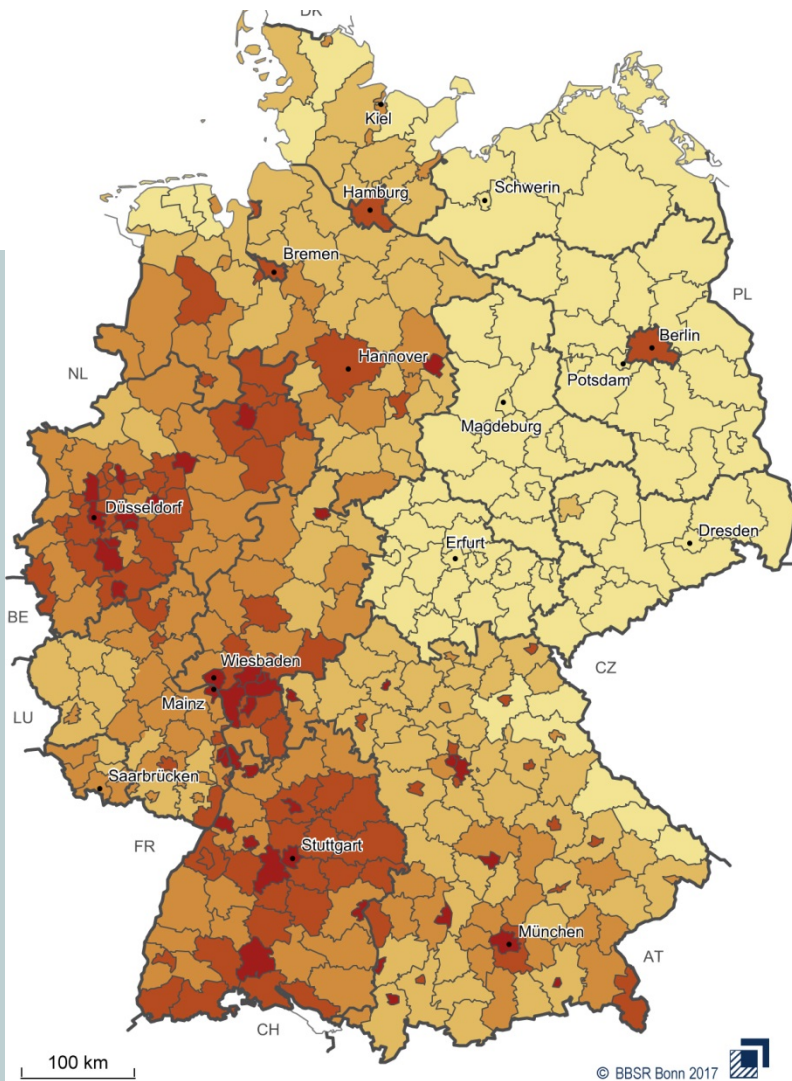 DK
Kiel
Hamburg
Schwerin
Bremen
PL
Berlin
Hannover
NL
Potsdam
Magdeburg
Düsseldorf
Erfurt
Dresden
BE
Wiesbaden
CZ
Mainz
LU
Saarbrücken
FR
Stuttgart
München
AT
CH
100 km
© BBSR Bonn 2017